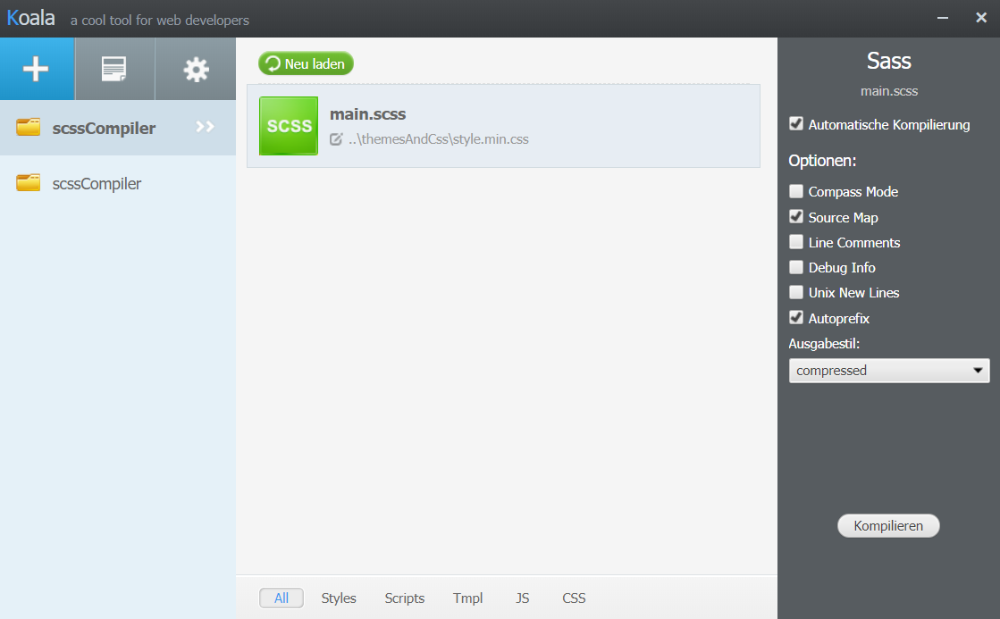 Koala a cool tool for web developers
scssCompiler
scssCompiler
Neu laden
SCSS
main.scss
..\themesAndCss\style.min.css
All Styles Scripts Tmpl JS CSS
Sass
main.scss
Automatische Kompilierung
Optionen:
Compass Mode
Source Map
Line Comments
Debug Info
Unix New Lines
Autoprefix
Ausgabestil:
compressed
Kompilieren